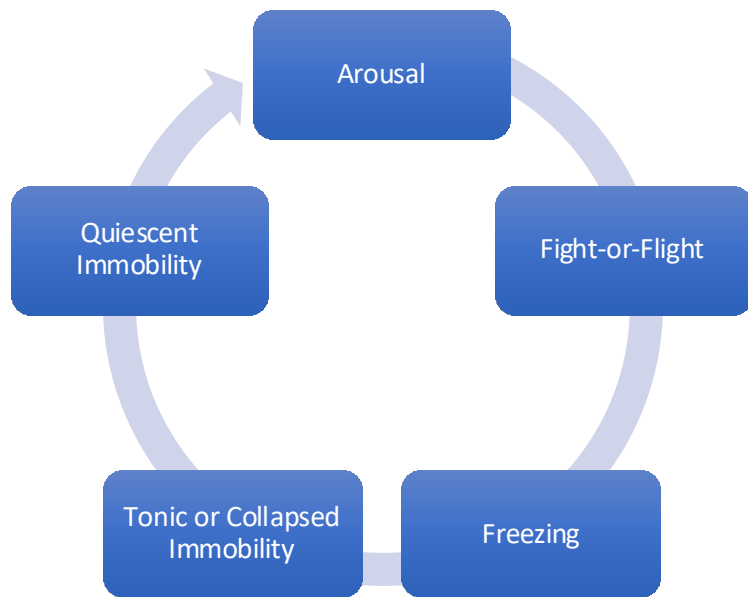 Arousal
Fight-or-Flight
Freezing
Tonic or Collapsed
Immobility
Quiescent
Immobility